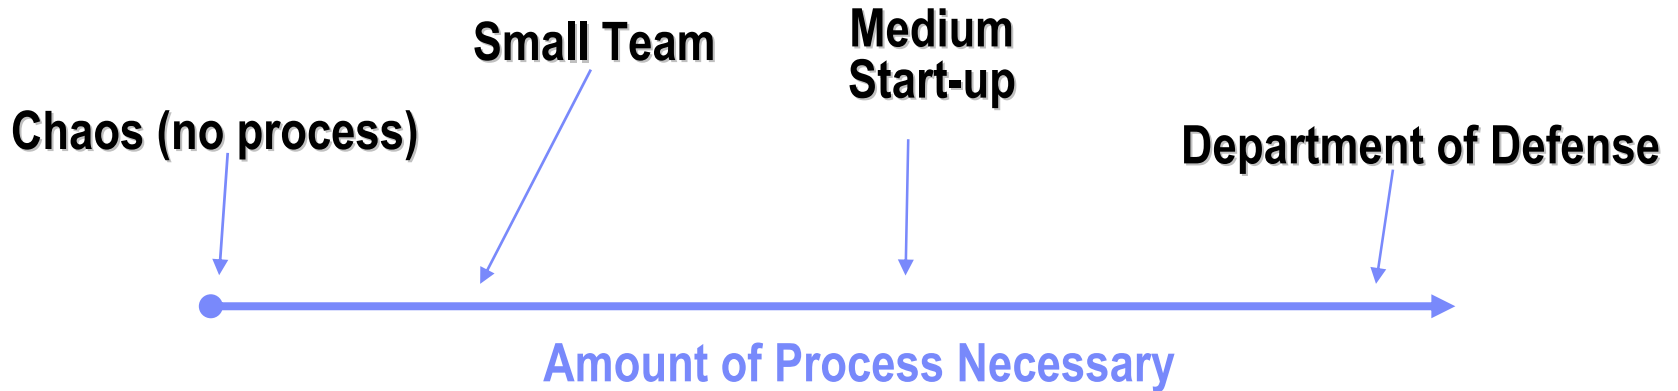 Small Team
Medium
Start-up
Chaos (no process)
Department of Defense
Amount of Process Necessary